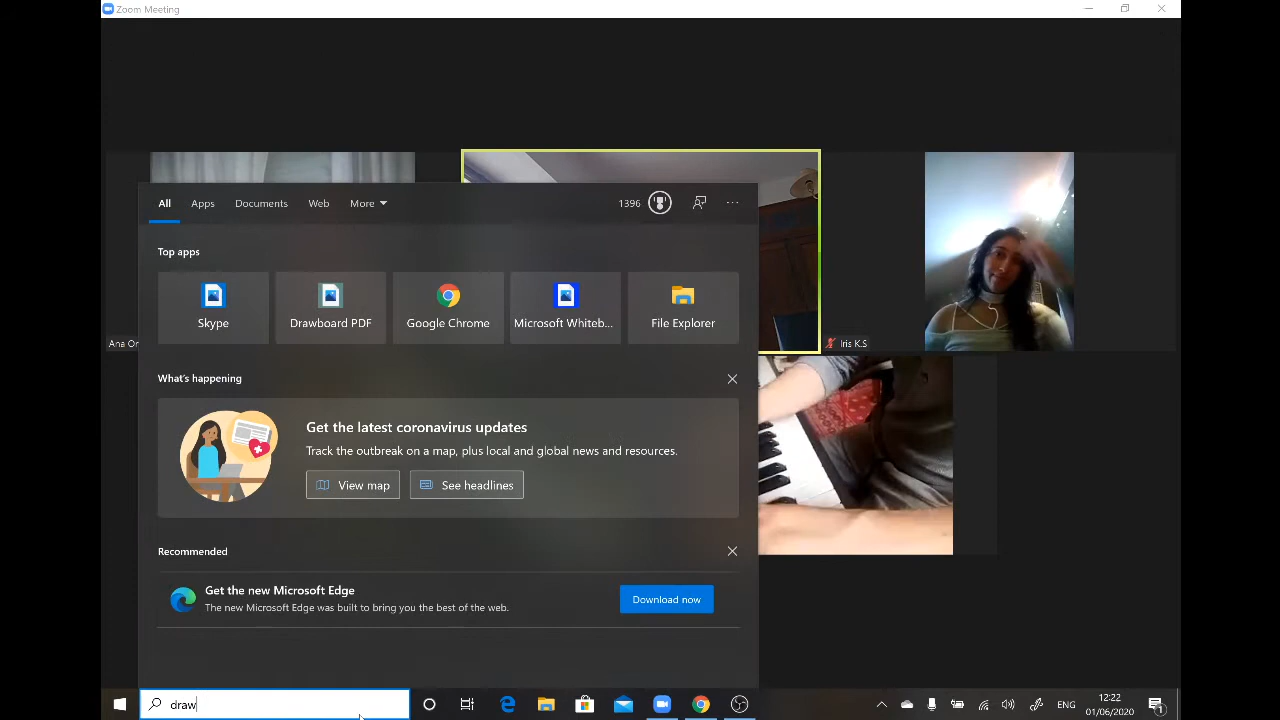 Zoom Meeting
All Apps Documents Web More 1396
Top apps
Skype Drawboard PDF Google Chrome Microsoft Whiteb... File Explorer
Ana Or
Iris K.S
What's happening
Get the latest coronavirus updates
Track the outbreak on a map, plus local and global news and resources.
View map See headlines
Recommended
Get the new Microsoft Edge
The new Microsoft Edge was built to bring you the best of the web.
Download now
draw
ENG
12:22
01/06/2020
1